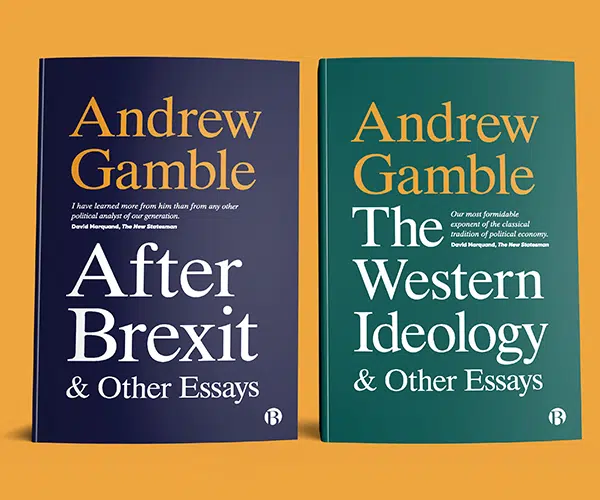 Andrew
Gamble
I have learned more from him than from any other
political analyst of our generation.
David Marquand, The New Statesman
After
Brexit
& Other Essays
B
Andrew
Gamble
The
Our most formidable
exponent of the classical
tradition of political economy.
David Marquand, The New Statesman
Western
Ideology
& Other Essays
B